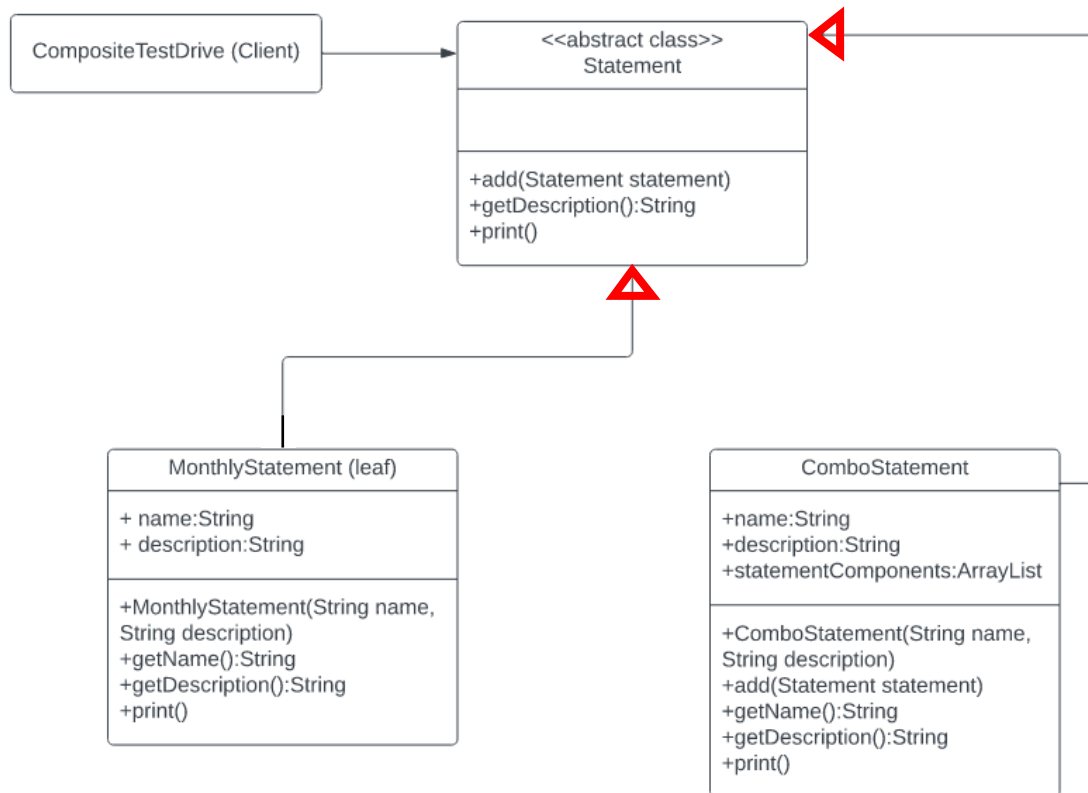 CompositeTestDrive (Client)
<<abstract class>>
Statement
+add(Statement statement)
+getDescription():String
+print()
MonthlyStatement (leaf)
+ name:String
+ description:String
+MonthlyStatement(String name,
String description)
+getName():String
+getDescription():String
+print()
ComboStatement
+name:String
+description:String
+statementComponents:ArrayList
+ComboStatement(String name,
String description)
+add(Statement statement)
+getName():String
+getDescription():String
+print()